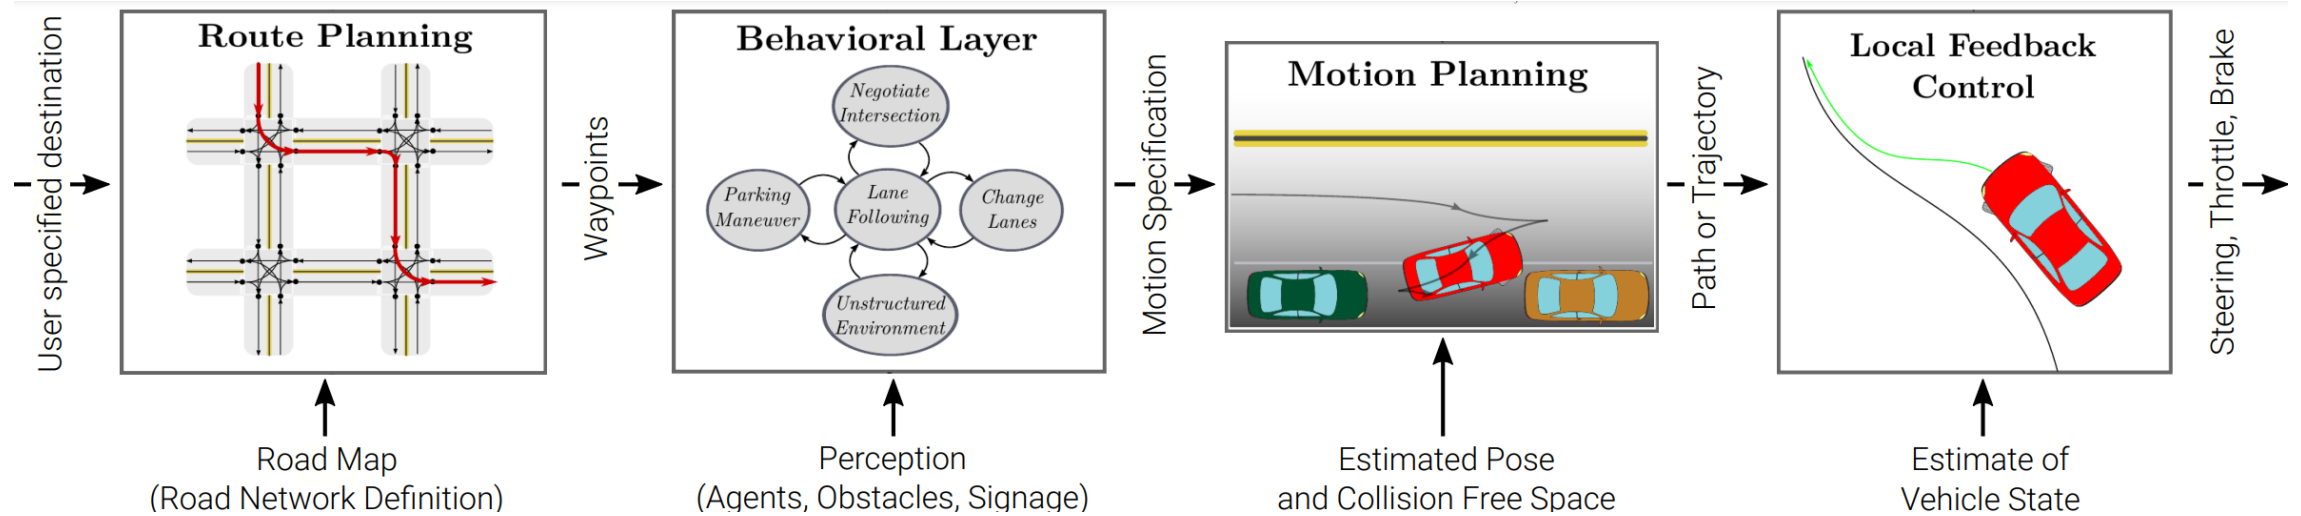 User specified destination
Route Planning
Road Map
(Road Network Definition)
Waypoints
Behavioral Layer
Negotiate
Intersection
Parking
Maneuver
Lane
Following
Change
Lanes
Unstructured
Environment
Perception
(Agents, Obstacles, Signage)
Motion Specification
Motion Planning
Estimated Pose
and Collision Free Space
Path or Trajectory
Local Feedback
Control
Estimate of
Vehicle State
Steering, Throttle, Brake